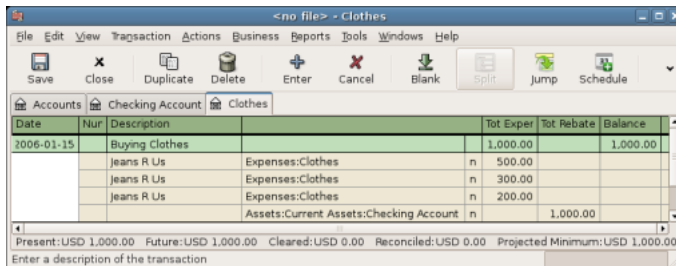 <no file> - Clothes
File Edit View Transaction Actions Business Reports Tools Windows Help
Save Close Duplicate Delete Enter Cancel Blank Split Jump Schedule
Accounts Checking Account Clothes
Date Nur Description Tot Exper Tot Rebate Balance
2006-01-15 Buying Clothes 1,000.00 1,000.00
Jeans R Us Expenses:Clothes n 500.00
Jeans R Us Expenses:Clothes n 300.00
Jeans R Us Expenses:Clothes n 200.00
Assets:Current Assets:Checking Account n 1,000.00
Present:USD 1,000.00 Future:USD 1,000.00 Cleared:USD 0.00 Reconciled:USD 0.00 Projected Minimum:USD 1,000.00
Enter a description of the transaction